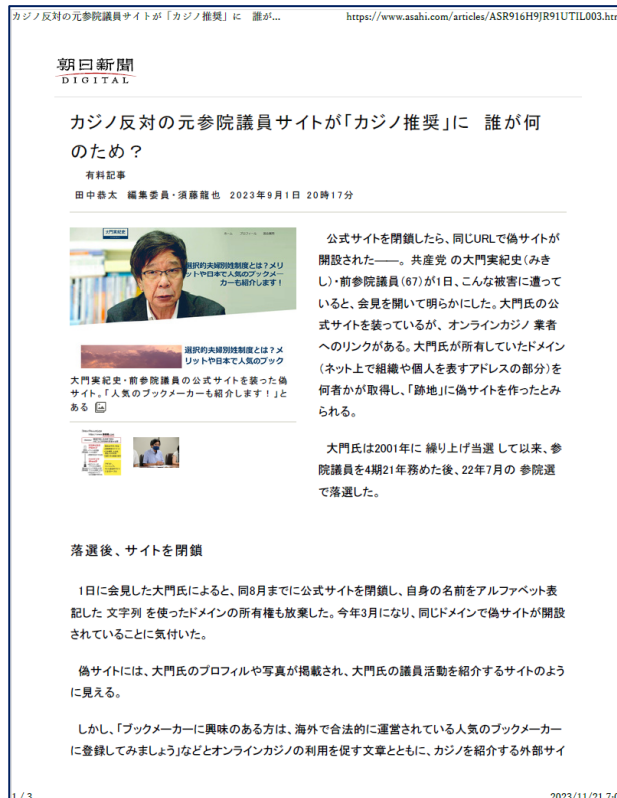 カジノ反対の元参院議員サイトが「カジノ推奨」に 誰が...
https://www.asahi.com/articles/ASR916H9JR91UTIL003.htm
朝日新聞
DIGITAL
カジノ反対の元参院議員サイトが「カジノ推奨」に 誰が何
のため？
有料記事
田中恭太 編集委員・須藤龍也 2023年9月1日 20時17分
大門実紀史
選択的夫婦別姓制度とは？メリ
ットや日本で人気のブックメー
カーも紹介します！
選択的夫婦別姓制度とは？メ
リットや日本で人気のブック
大門実紀史・前参院議員の公式サイトを装った偽
サイト。「人気のブックメーカーも紹介します！」と
ある
公式サイトを閉鎖したら、同じURLで偽サイトが
開設された――。共産党 の大門実紀史（みき
し）・前参院議員（67）が1日、こんな被害に遭って
いると、会見を開いて明らかにした。大門氏の公
式サイトを装っているが、 オンラインカジノ 業者
へのリンクがある。大門氏が所有していたドメイン
（ネット上で組織や個人を表すアドレスの部分）を
何者かが取得し、「跡地」に偽サイトを作ったとみ
られる。
大門氏は2001年に 繰り上げ当選 して以来、参
院議員を4期21年務めた後、22年7月の 参院選
で落選した。
落選後、サイトを閉鎖
1日に会見した大門氏によると、同8月までに公式サイトを閉鎖し、自身の名前をアルファベット表
記した 文字列 を使ったドメインの所有権も放棄した。今年3月になり、同じドメインで偽サイトが開設
されていることに気付いた。
偽サイトには、大門氏のプロフィルや写真が掲載され、大門氏の議員活動を紹介するサイトのよう
に見える。
しかし、「ブックメーカーに興味のある方は、海外で合法的に運営されている人気のブックメーカー
に登録してみましょう」などとオンラインカジノの利用を促す文章とともに、カジノを紹介する外部サイ
1 / 3
2023/11/21 7:0